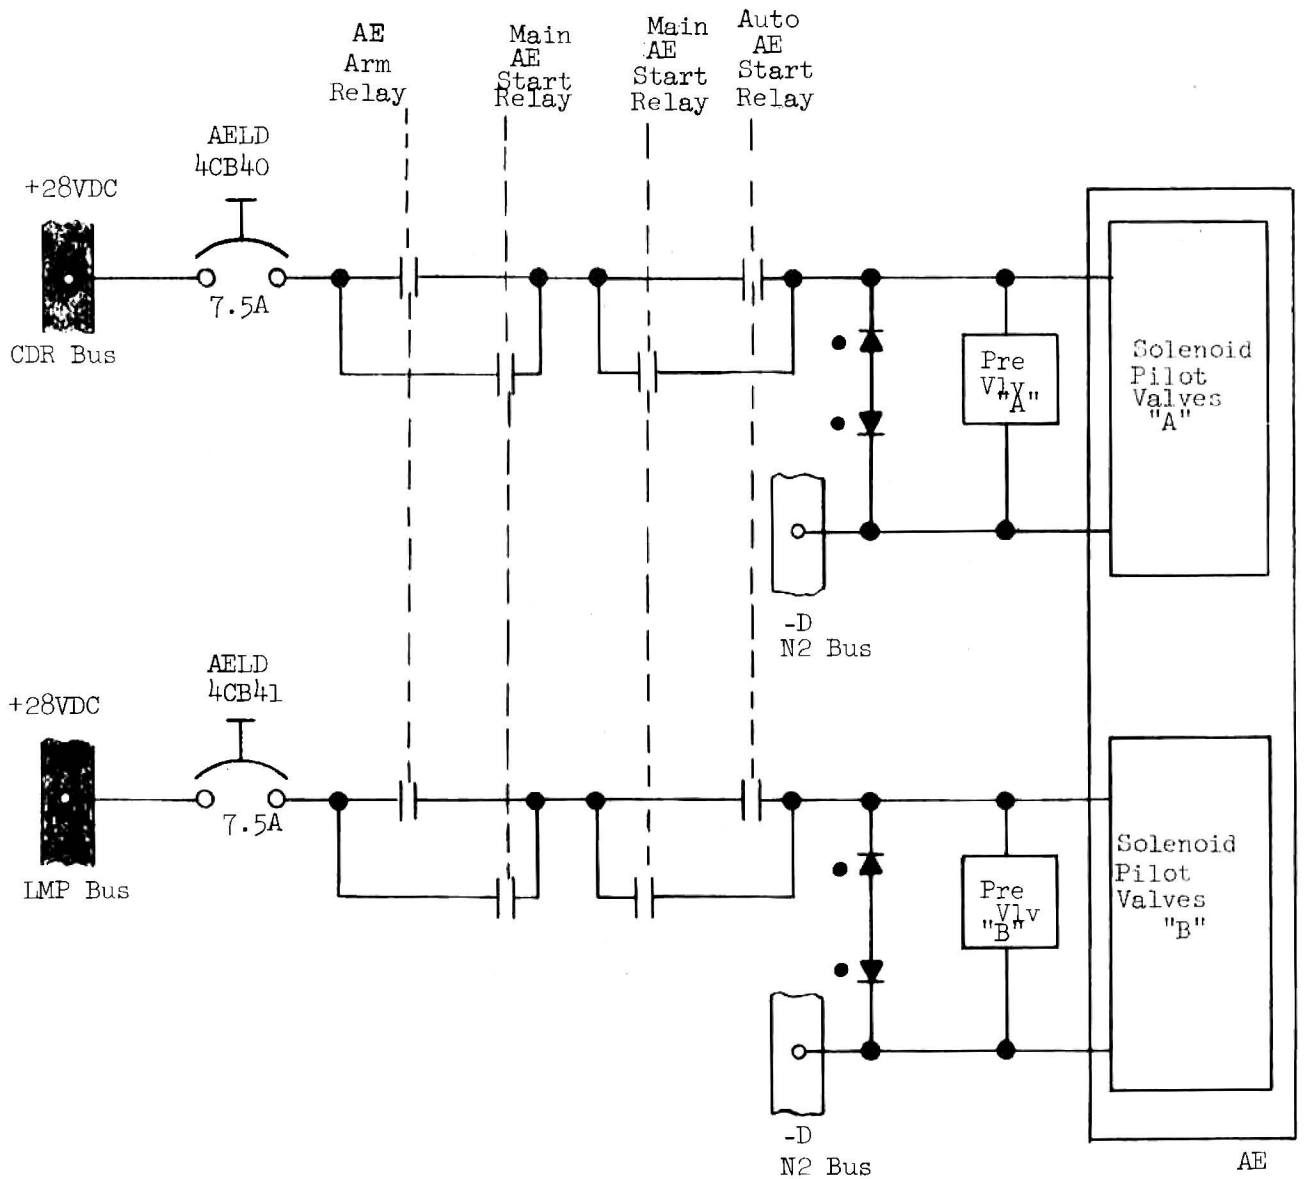 AE
Arm
Relay
Main
AE
Start
Relay
Main
AE
Start
Relay
Auto
AE
Start
Relay
AELD
4CB40
+28VDC
7.5A
CDR Bus
Pre
Vlv
"A"
Solenoid
Pilot
Valves
"A"
-D
N2 Bus
AELD
4CB41
+28VDC
7.5A
LMP Bus
Pre
Vlv
"B"
Solenoid
Pilot
Valves
"B"
-D
N2 Bus
AE